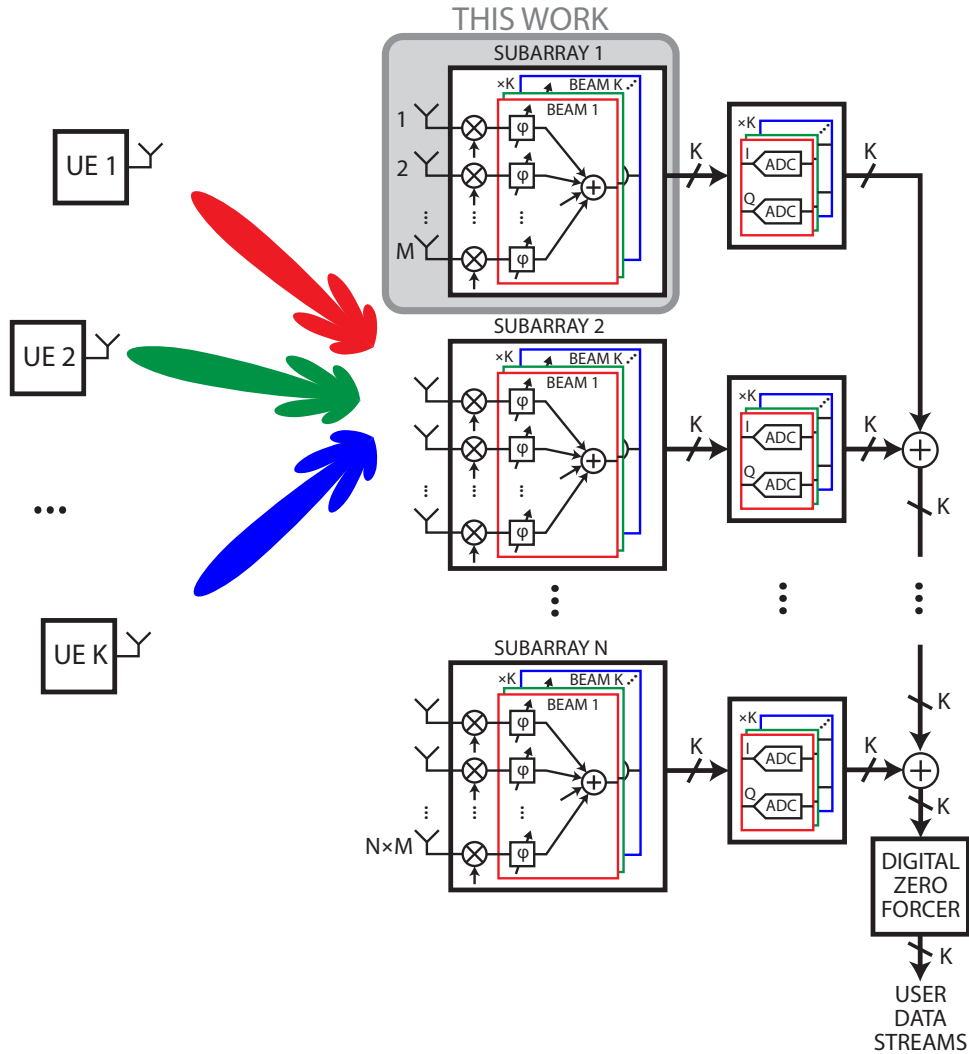 THIS WORK
SUBARRAY 1
×K
BEAM K
BEAM 1
1
φ
2
φ
...
M
φ
K
×K
I
ADC
Q
ADC
K
UE 1
SUBARRAY 2
×K
BEAM K
BEAM 1
φ
φ
...
φ
K
×K
I
ADC
Q
ADC
K
K
UE 2
...
UE K
SUBARRAY N
×K
BEAM K
BEAM 1
φ
φ
...
N×M
φ
K
×K
I
ADC
Q
ADC
K
K
K
DIGITAL
ZERO
FORCER
K
USER
DATA
STREAMS